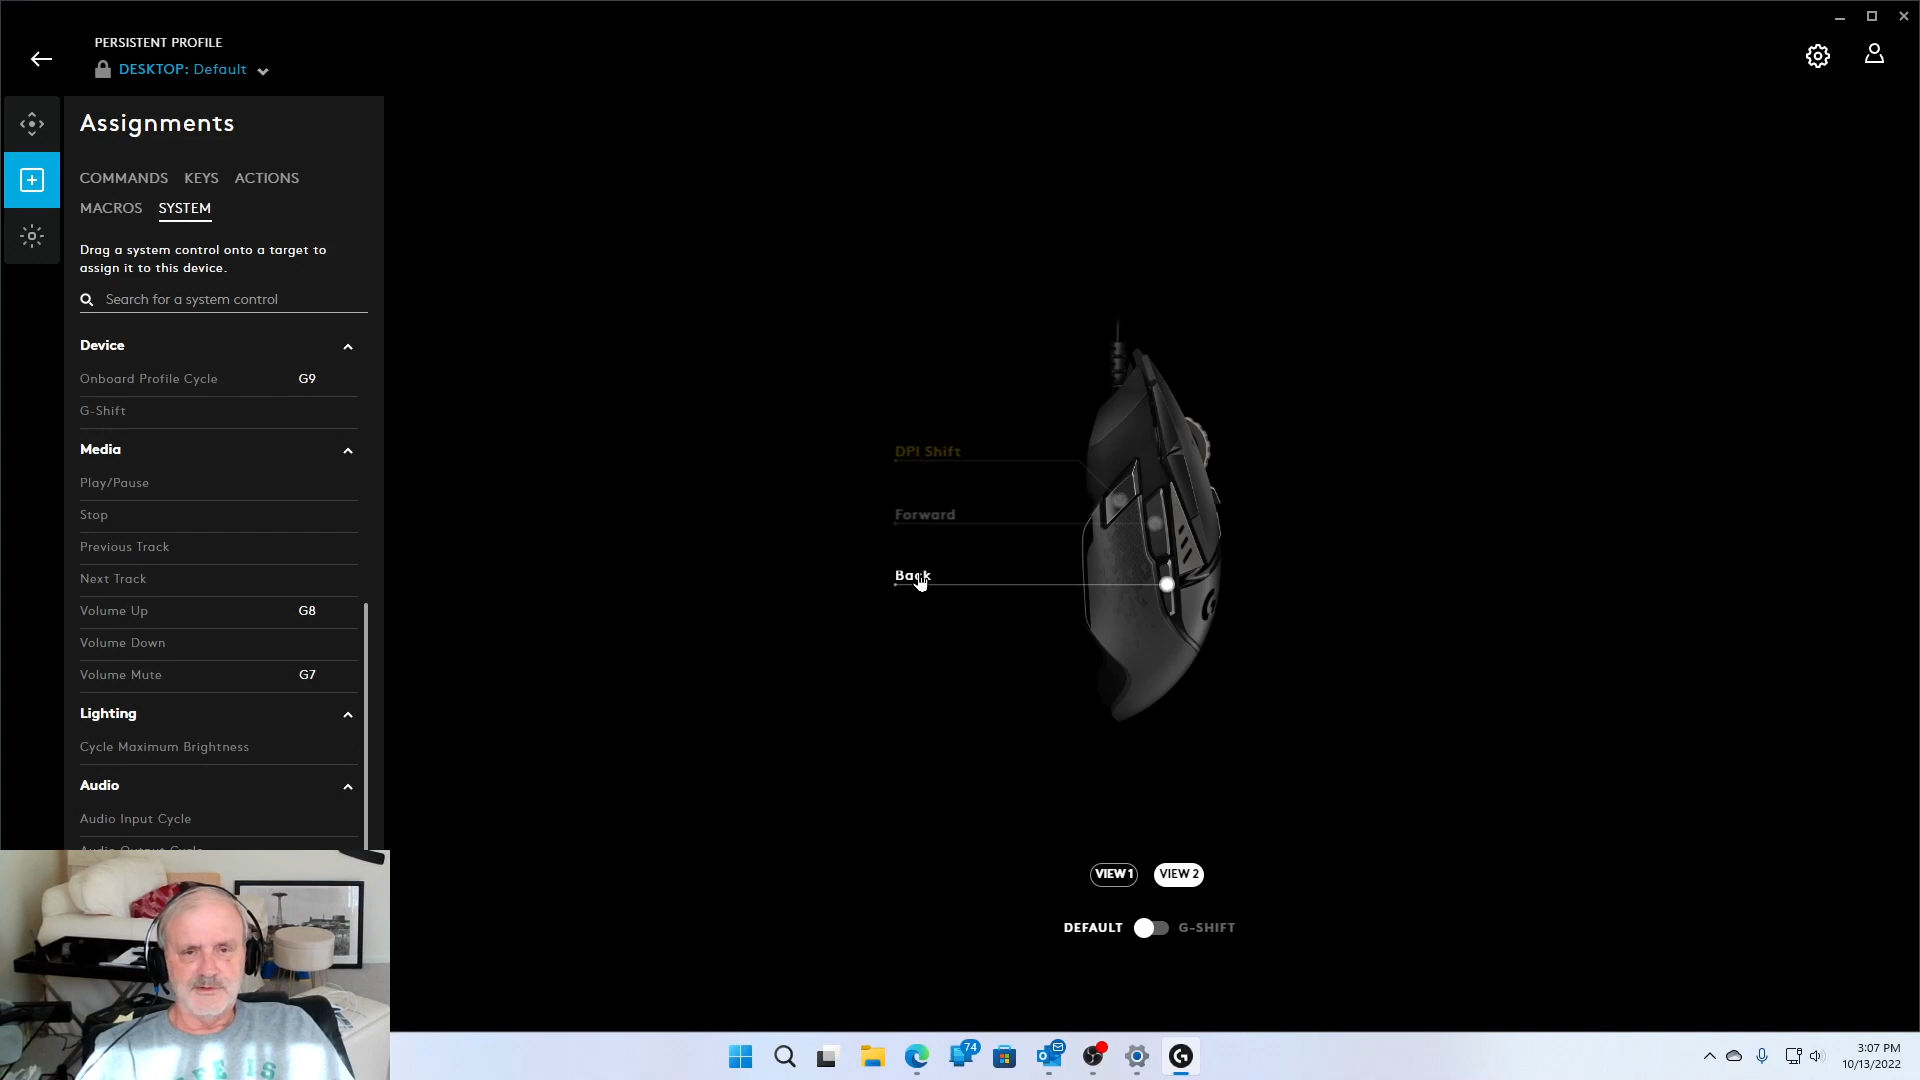 PERSISTENT PROFILE
DESKTOP: Default
Assignments
COMMANDS KEYS ACTIONS
MACROS SYSTEM
Drag a system control onto a target to
assign it to this device.
Search for a system control
Device
Onboard Profile Cycle G9
G-Shift
Media
Play/Pause
Stop
Previous Track
Next Track
Volume Up G8
Volume Down
Volume Mute G7
Lighting
Cycle Maximum Brightness
Audio
Audio Input Cycle
Audio Output Cycle
DPI Shift
Forward
Back
VIEW 1 VIEW 2
DEFAULT G-SHIFT
74
3:07 PM
10/13/2022